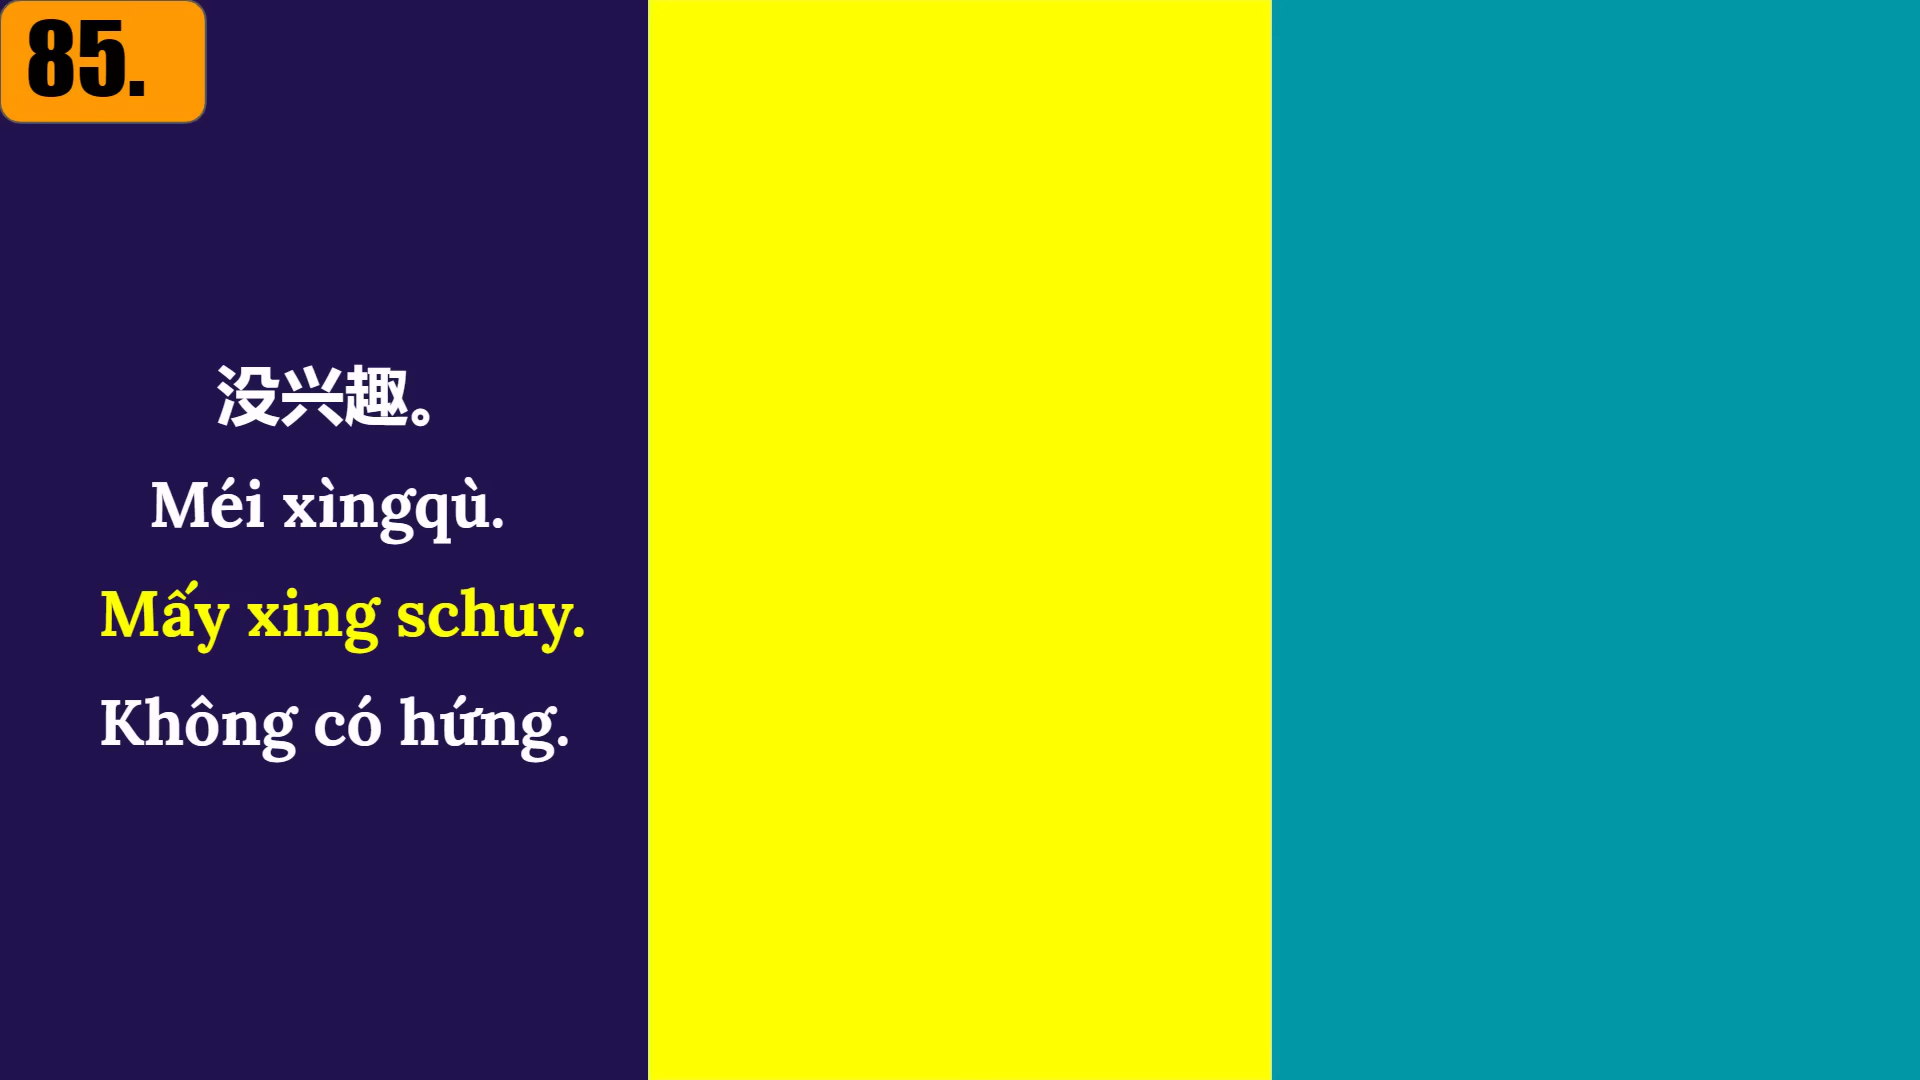 85.
没兴趣。
Méi xìngqù.
Mấy xing schuy.
Không có hứng.